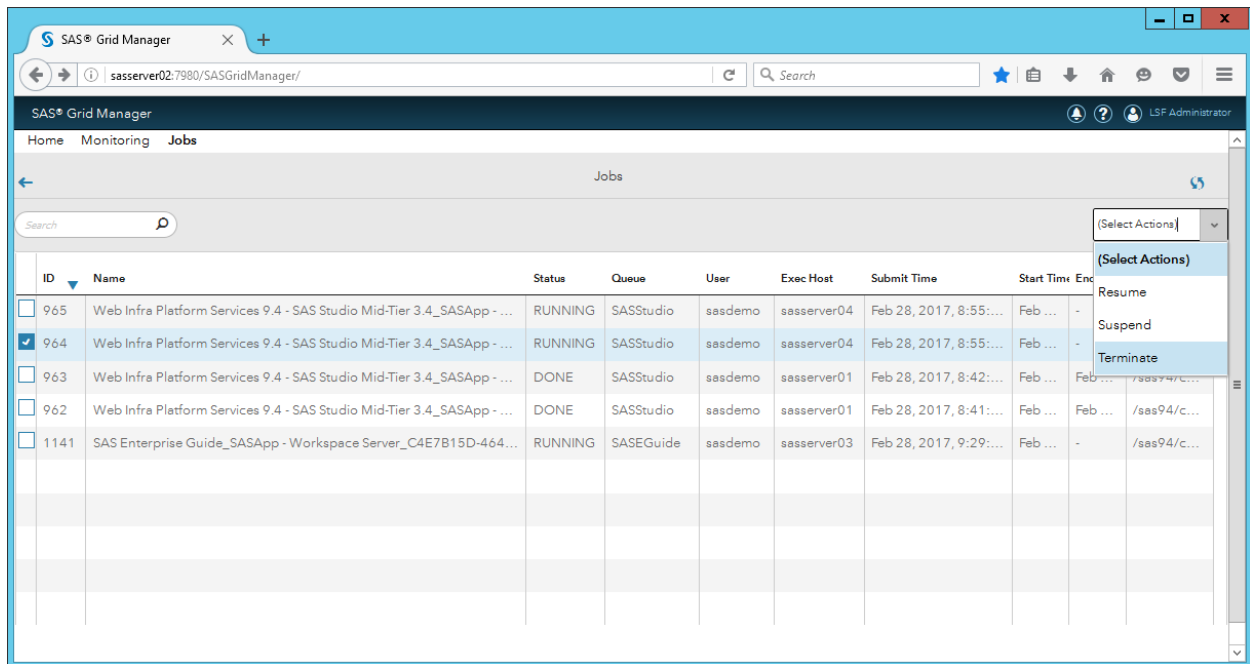 SAS® Grid Manager
sasserver02:7980/SASGridManager/
Search
SAS® Grid Manager
LSF Administrator
Home Monitoring Jobs
Jobs
Search
(Select Actions)
(Select Actions)
Resume
Suspend
Terminate
ID Name Status Queue User Exec Host Submit Time Start Time End
965 Web Infra Platform Services 9.4 - SAS Studio Mid-Tier 3.4_SASApp - ... RUNNING SASStudio sasdemo sasserver04 Feb 28, 2017, 8:55:... Feb ... -
964 Web Infra Platform Services 9.4 - SAS Studio Mid-Tier 3.4_SASApp - ... RUNNING SASStudio sasdemo sasserver04 Feb 28, 2017, 8:55:... Feb ... -
963 Web Infra Platform Services 9.4 - SAS Studio Mid-Tier 3.4_SASApp - ... DONE SASStudio sasdemo sasserver01 Feb 28, 2017, 8:42:... Feb ... Feb ... /sas94/c...
962 Web Infra Platform Services 9.4 - SAS Studio Mid-Tier 3.4_SASApp - ... DONE SASStudio sasdemo sasserver01 Feb 28, 2017, 8:41:... Feb ... Feb ... /sas94/c...
1141 SAS Enterprise Guide_SASApp - Workspace Server_C4E7B15D-464... RUNNING SASEGuide sasdemo sasserver03 Feb 28, 2017, 9:29:... Feb ... - /sas94/c...